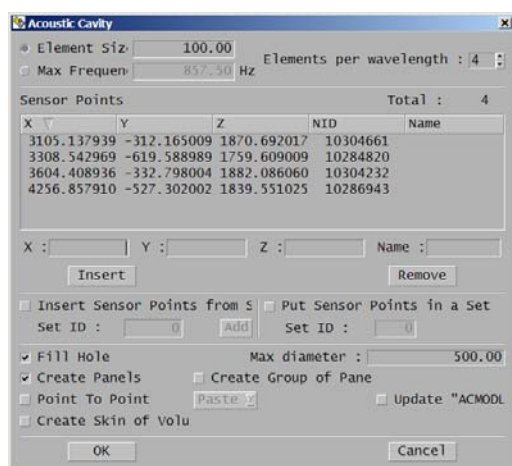 Acoustic Cavity
Element Siz 100.00
Elements per wavelength : 4
Max Frequen 857.50 Hz
Sensor Points Total : 4
X Y Z NID Name
3105.137939 -312.165009 1870.692017 10304661
3308.542969 -619.588989 1759.609009 10284820
3604.408936 -332.798004 1882.086060 10304232
4256.857910 -527.302002 1839.551025 10286943
X : Y : Z : Name :
Insert Remove
Insert Sensor Points from S Put Sensor Points in a Set
Set ID : 0 Add Set ID : 0
Fill Hole Max diameter : 500.00
Create Panels Create Group of Pane
Point To Point Paste Update "ACMODL
Create Skin of Volu
OK Cancel